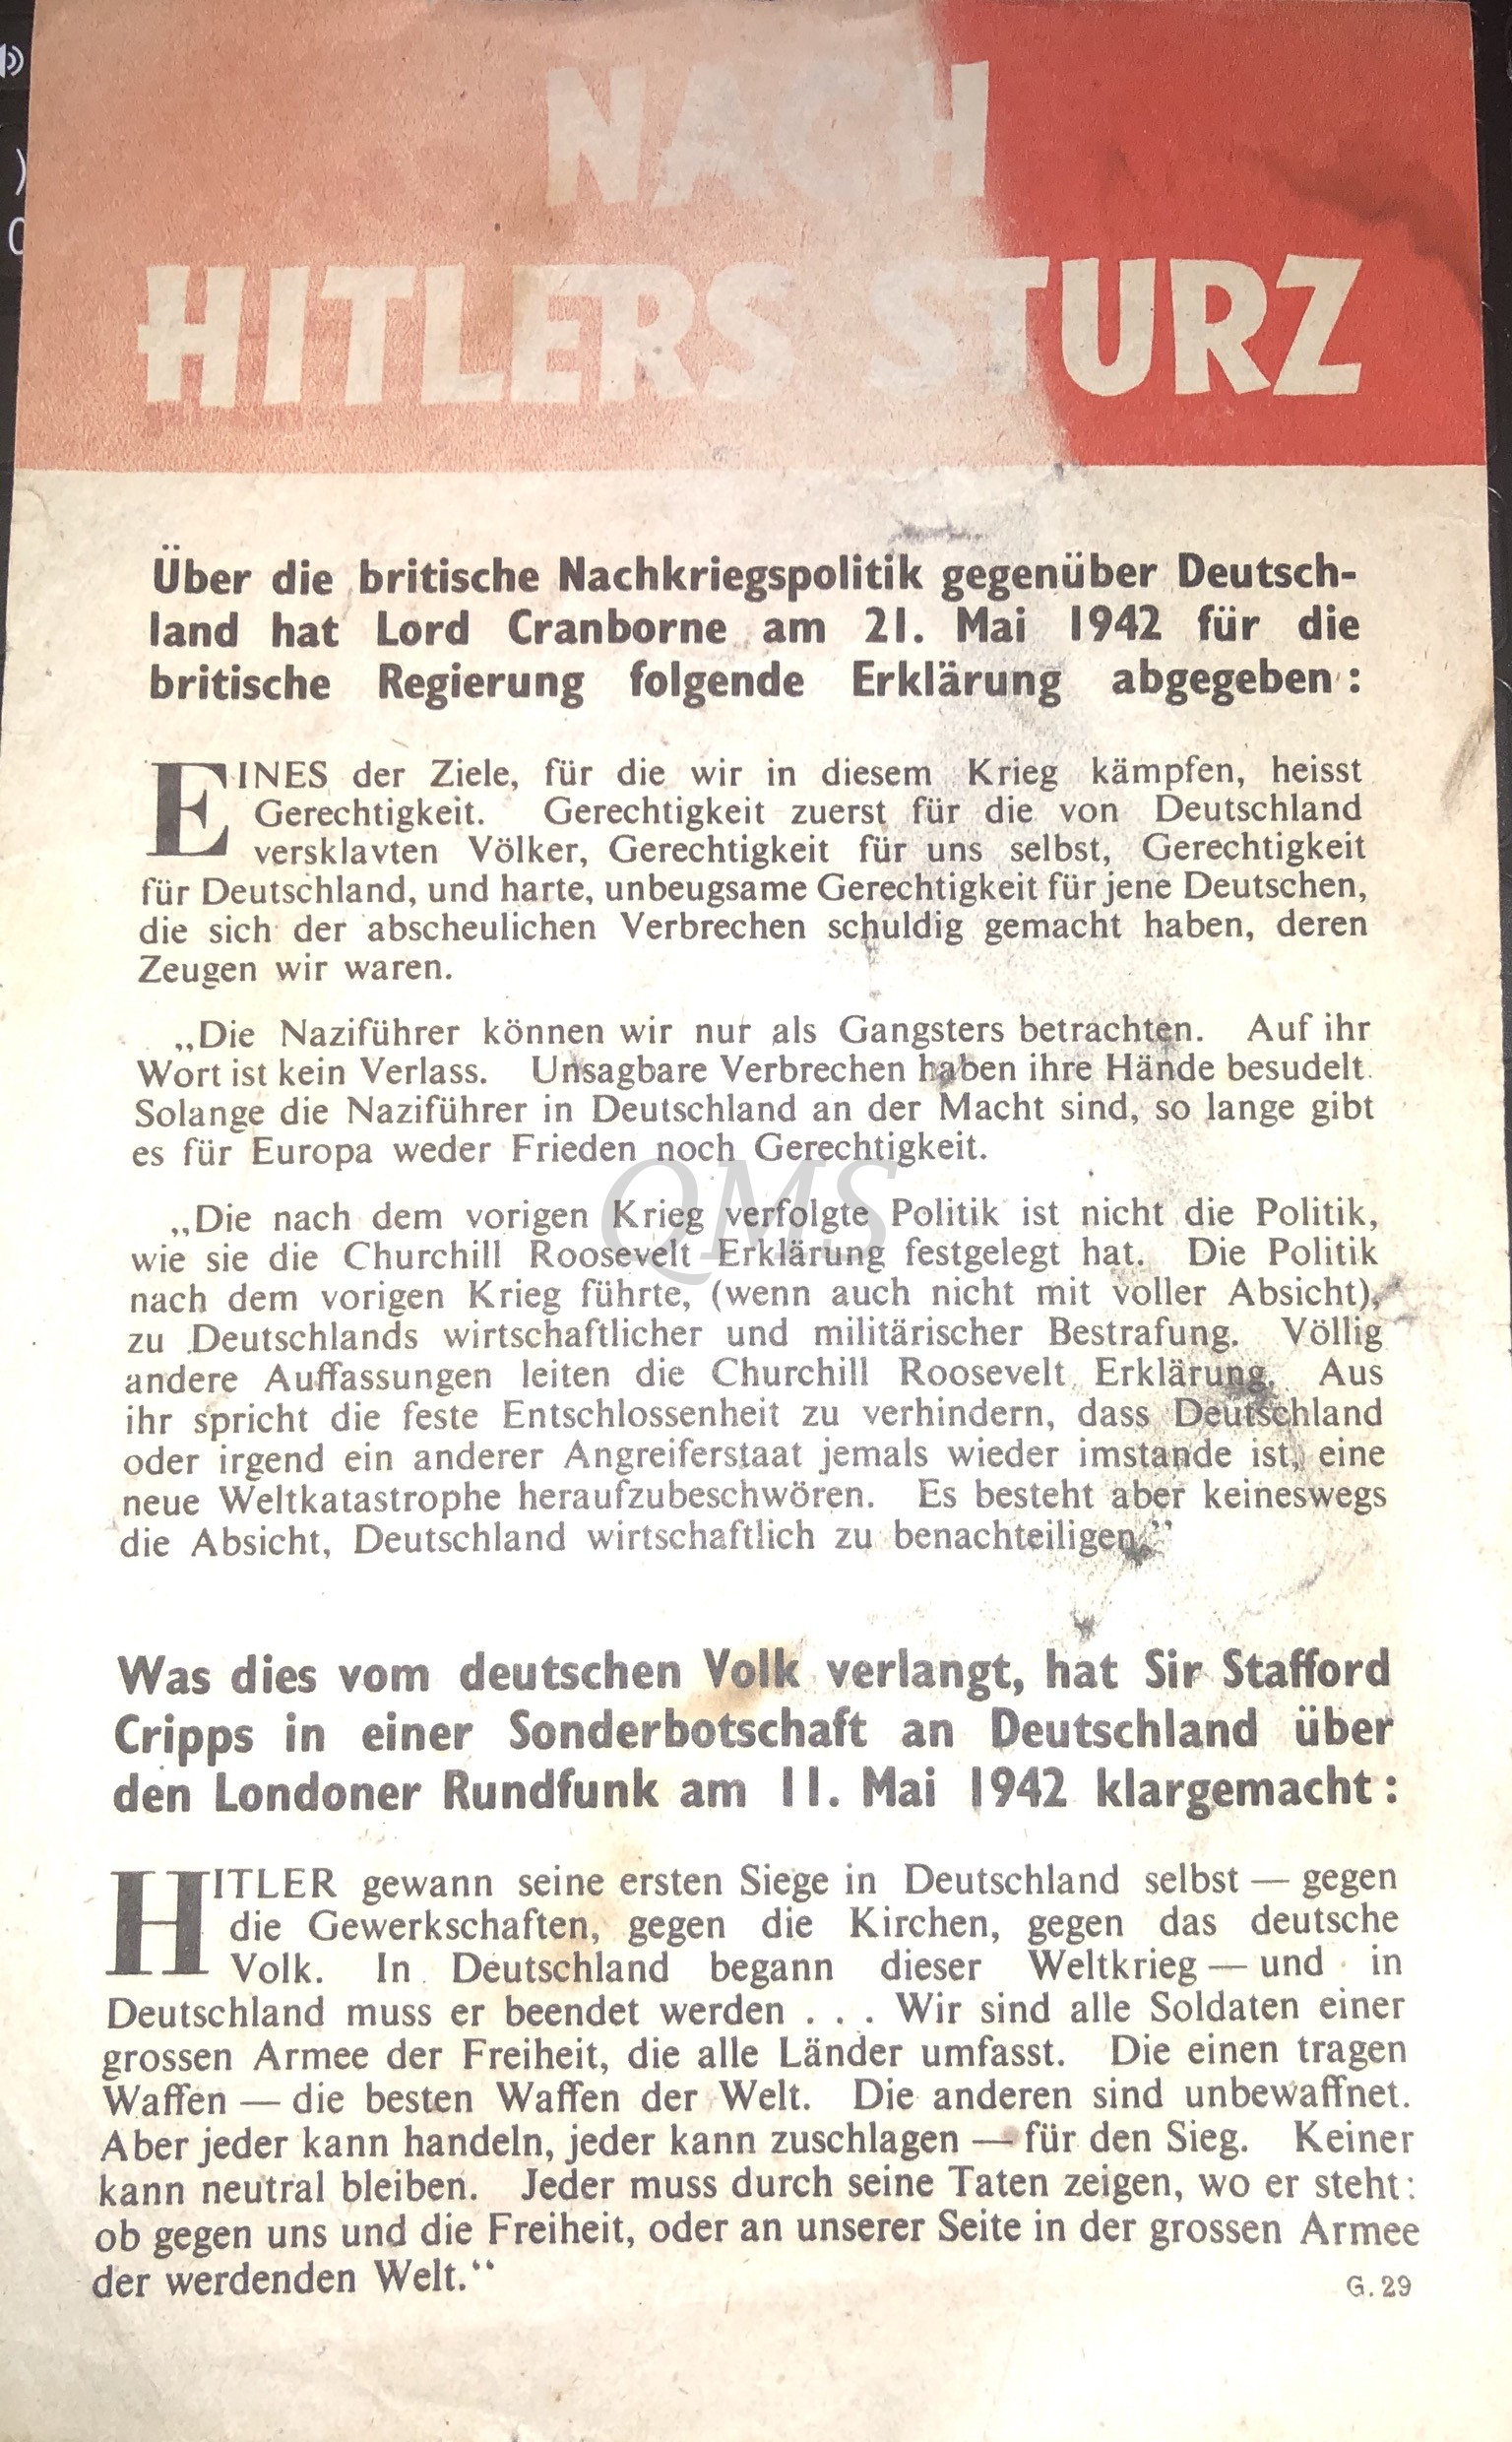 NACH
HITLERS STURZ
Über die britische Nachkriegspolitik gegenüber Deutsch-
land hat Lord Cranborne am 21. Mai 1942 für die
britische Regierung folgende Erklärung abgegeben:
EINES der Ziele, für die wir in diesem Krieg kämpfen, heisst
Gerechtigkeit. Gerechtigkeit zuerst für die von Deutschland
versklavten Völker, Gerechtigkeit für uns selbst, Gerechtigkeit
für Deutschland, und harte, unbeugsame Gerechtigkeit für jene Deutschen,
die sich der abscheulichen Verbrechen schuldig gemacht haben, deren
Zeugen wir waren.
„Die Naziführer können wir nur als Gangsters betrachten. Auf ihr
Wort ist kein Verlass. Unsagbare Verbrechen haben ihre Hände besudelt.
Solange die Naziführer in Deutschland an der Macht sind, so lange gibt
es für Europa weder Frieden noch Gerechtigkeit.
QMS
„Die nach dem vorigen Krieg verfolgte Politik ist nicht die Politik,
wie sie die Churchill Roosevelt Erklärung festgelegt hat. Die Politik
nach dem vorigen Krieg führte, (wenn auch nicht mit voller Absicht),
zu Deutschlands wirtschaftlicher und militärischer Bestrafung. Völlig
andere Auffassungen leiten die Churchill Roosevelt Erklärung. Aus
ihr spricht die feste Entschlossenheit zu verhindern, dass Deutschland
oder irgend ein anderer Angreiferstaat jemals wieder imstande ist, eine
neue Weltkatastrophe heraufzubeschwören. Es besteht aber keineswegs
die Absicht, Deutschland wirtschaftlich zu benachteiligen.”
Was dies vom deutschen Volk verlangt, hat Sir Stafford
Cripps in einer Sonderbotschaft an Deutschland über
den Londoner Rundfunk am 11. Mai 1942 klargemacht:
HITLER gewann seine ersten Siege in Deutschland selbst — gegen
die Gewerkschaften, gegen die Kirchen, gegen das deutsche
Volk. In Deutschland begann dieser Weltkrieg — und in
Deutschland muss er beendet werden . . . Wir sind alle Soldaten einer
grossen Armee der Freiheit, die alle Länder umfasst. Die einen tragen
Waffen — die besten Waffen der Welt. Die anderen sind unbewaffnet.
Aber jeder kann handeln, jeder kann zuschlagen — für den Sieg. Keiner
kann neutral bleiben. Jeder muss durch seine Taten zeigen, wo er steht:
ob gegen uns und die Freiheit, oder an unserer Seite in der grossen Armee
der werdenden Welt.“
G.29